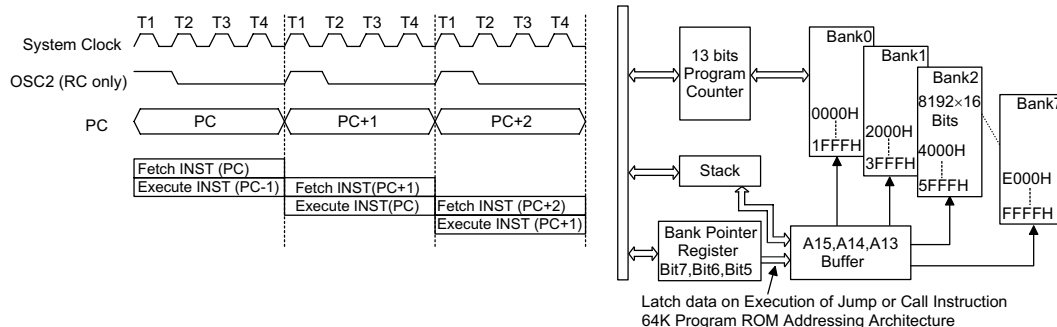 T1 T2 T3 T4 T1 T2 T3 T4 T1 T2 T3 T4
System Clock
OSC2 (RC only)
PC
PC
PC+1
PC+2
Fetch INST (PC)
Execute INST (PC-1)
Fetch INST(PC+1)
Execute INST(PC)
Fetch INST (PC+2)
Execute INST (PC+1)
13 bits
Program
Counter
Stack
Bank Pointer
Register
Bit7,Bit6,Bit5
A15,A14,A13
Buffer
Bank0
0000H
1FFFH
Bank1
2000H
3FFFH
Bank2
8192×16
Bits
4000H
5FFFH
Bank7
E000H
FFFFH
Latch data on Execution of Jump or Call Instruction
64K Program ROM Addressing Architecture